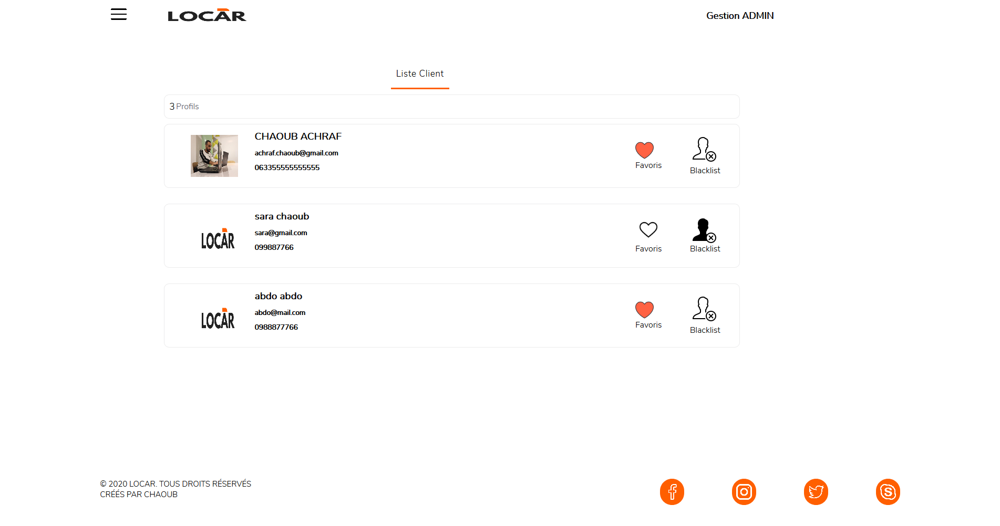 LOCAR
Gestion ADMIN
Liste Client
3 Profils
CHAOUB ACHRAF
achraf.chaoub@gmail.com
063355555555555
Favoris
Blacklist
LOCAR
sara chaoub
sara@gmail.com
099887766
Favoris
Blacklist
LOCAR
abdo abdo
abdo@mail.com
0988877766
Favoris
Blacklist
© 2020 LOCAR. TOUS DROITS RÉSERVÉS
CRÉÉS PAR CHAOUB